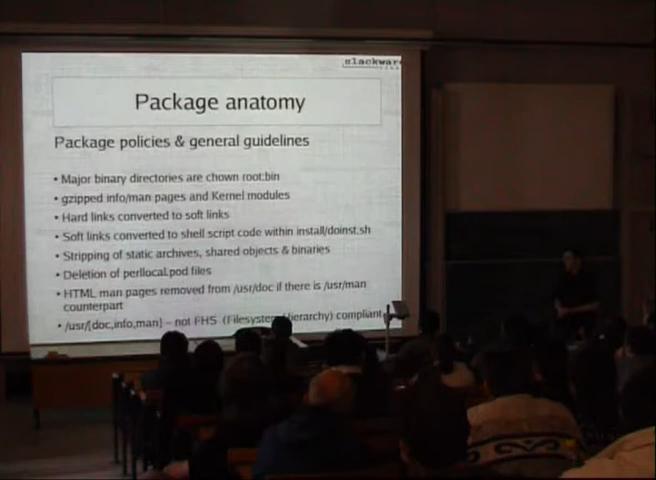 slackware
Package anatomy
Package policies & general guidelines
• Major binary directories are chown root:bin
• gzipped info/man pages and Kernel modules
• Hard links converted to soft links
• Soft links converted to shell script code within install/doinst.sh
• Stripping of static archives, shared objects & binaries
• Deletion of perllocal.pod files
• HTML man pages removed from /usr/doc if there is /usr/man
counterpart
• /usr/{doc,info,man} – not FHS (Filesystem Hierarchy) compliant